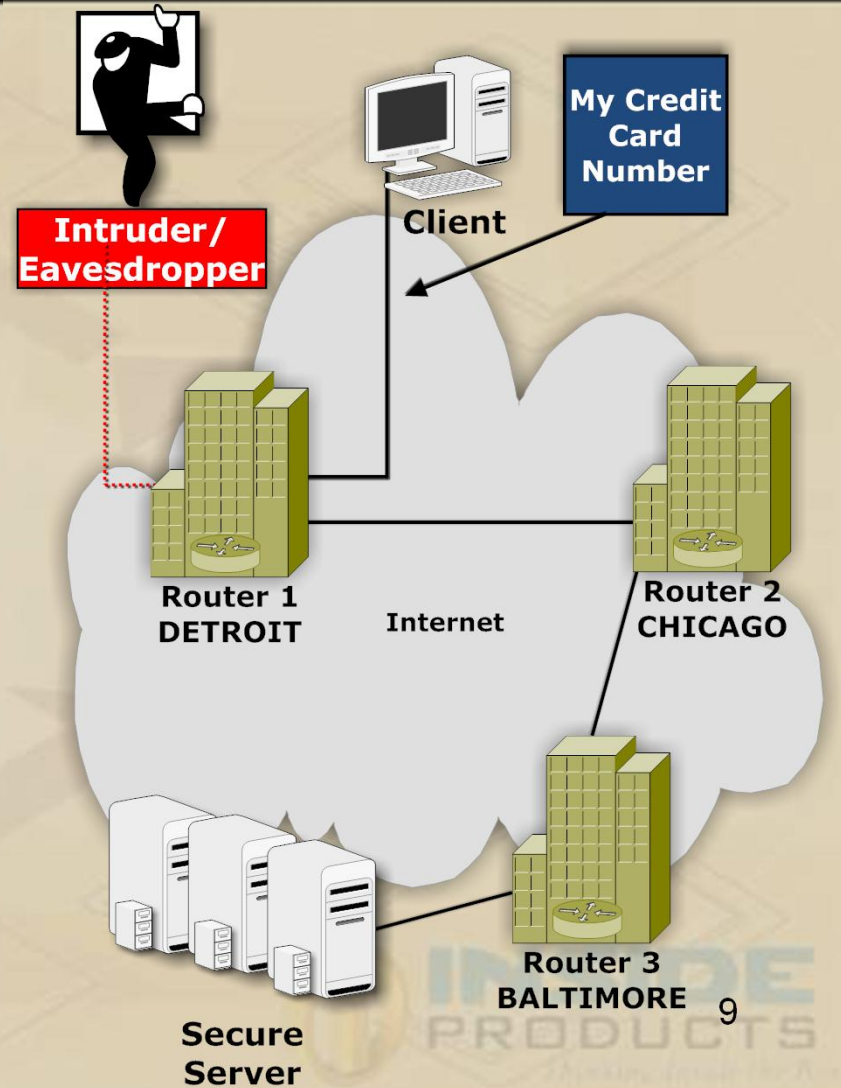 My Credit
Card
Number
Client
Intruder/
Eavesdropper
Router 1
DETROIT
Internet
Router 2
CHICAGO
Router 3
BALTIMORE
9
Secure
Server
PRODUCTS